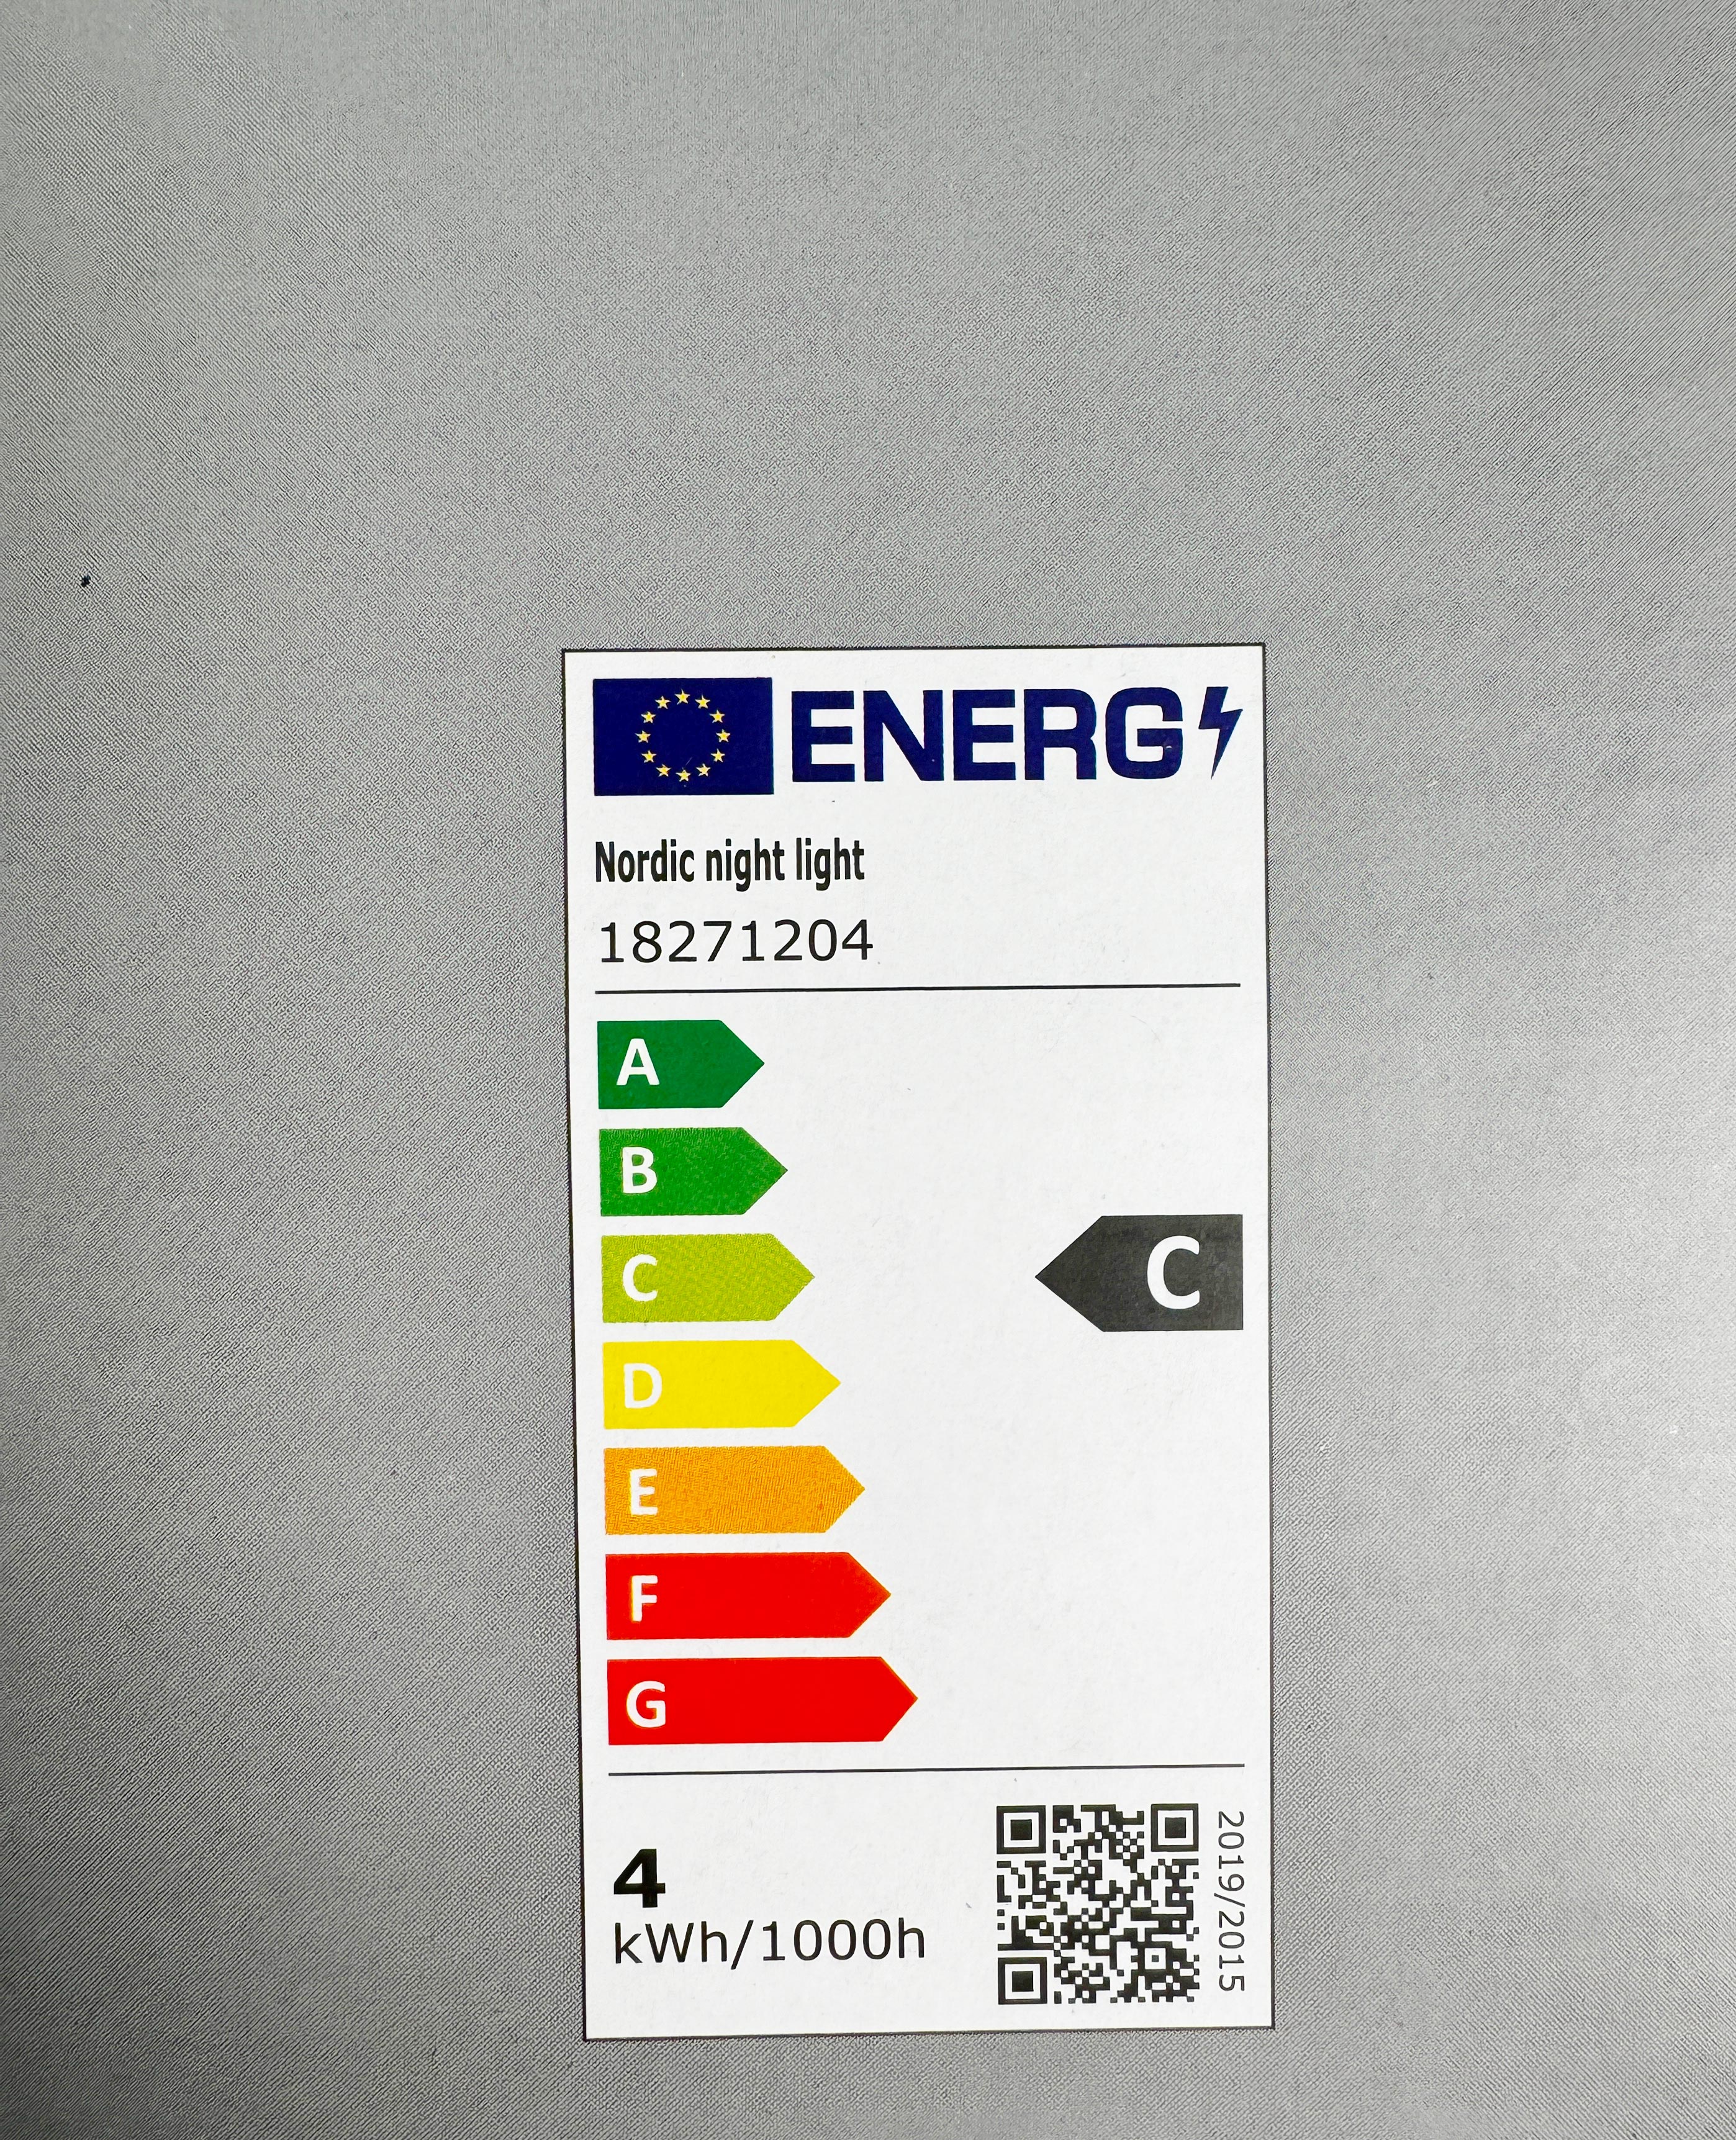 ENERG
Nordic night light
18271204
A
B
C
C
D
E
F
G
4
kWh/1000h
2019/2015